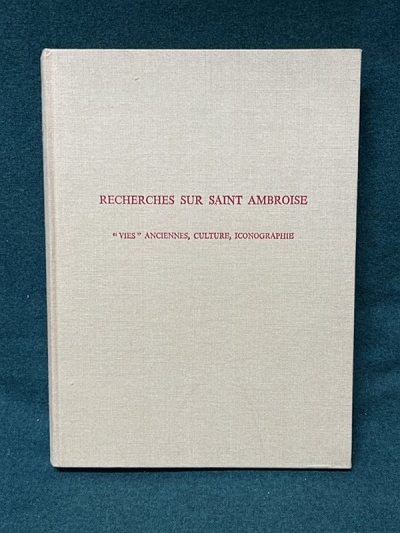 RECHERCHES SUR SAINT AMBROISE
“VIES” ANCIENNES, CULTURE, ICONOGRAPHIE